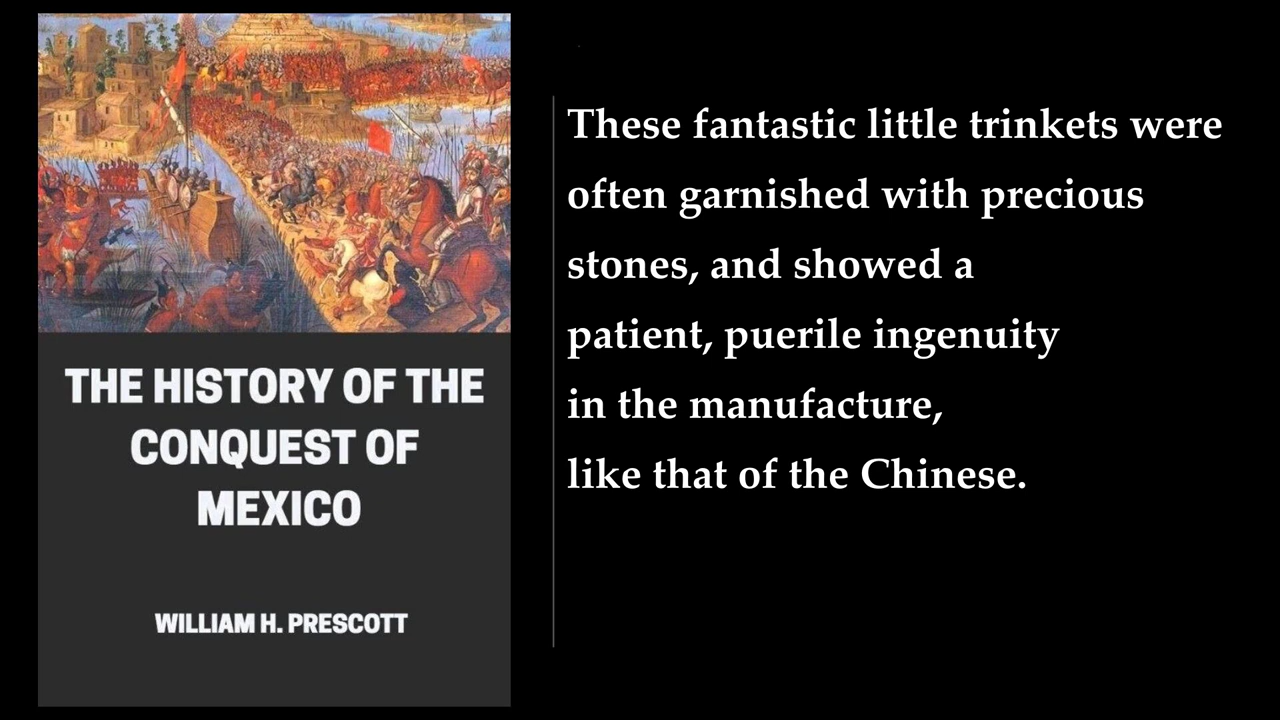 THE HISTORY OF THE
CONQUEST OF
MEXICO
WILLIAM H. PRESCOTT
These fantastic little trinkets were
often garnished with precious
stones, and showed a
patient, puerile ingenuity
in the manufacture,
like that of the Chinese.